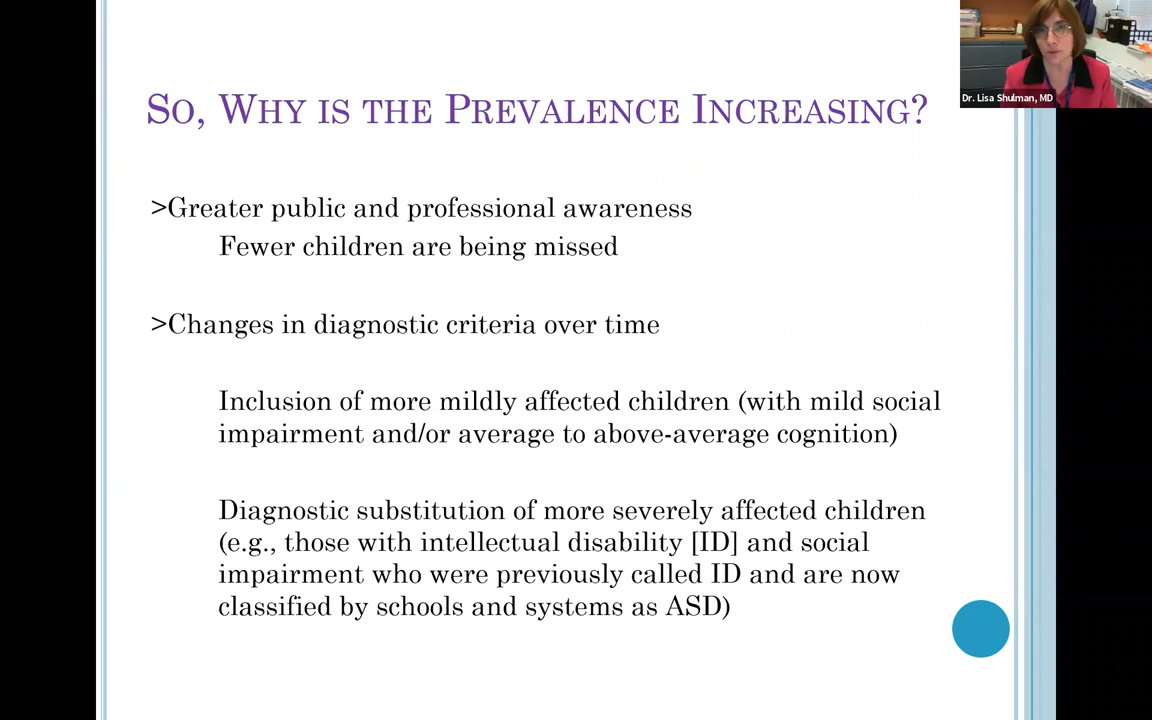 Dr. Lisa Shulman, MD
So, Why is the Prevalence Increasing?
>Greater public and professional awareness
Fewer children are being missed
>Changes in diagnostic criteria over time
Inclusion of more mildly affected children (with mild social
impairment and/or average to above-average cognition)
Diagnostic substitution of more severely affected children
(e.g., those with intellectual disability [ID] and social
impairment who were previously called ID and are now
classified by schools and systems as ASD)